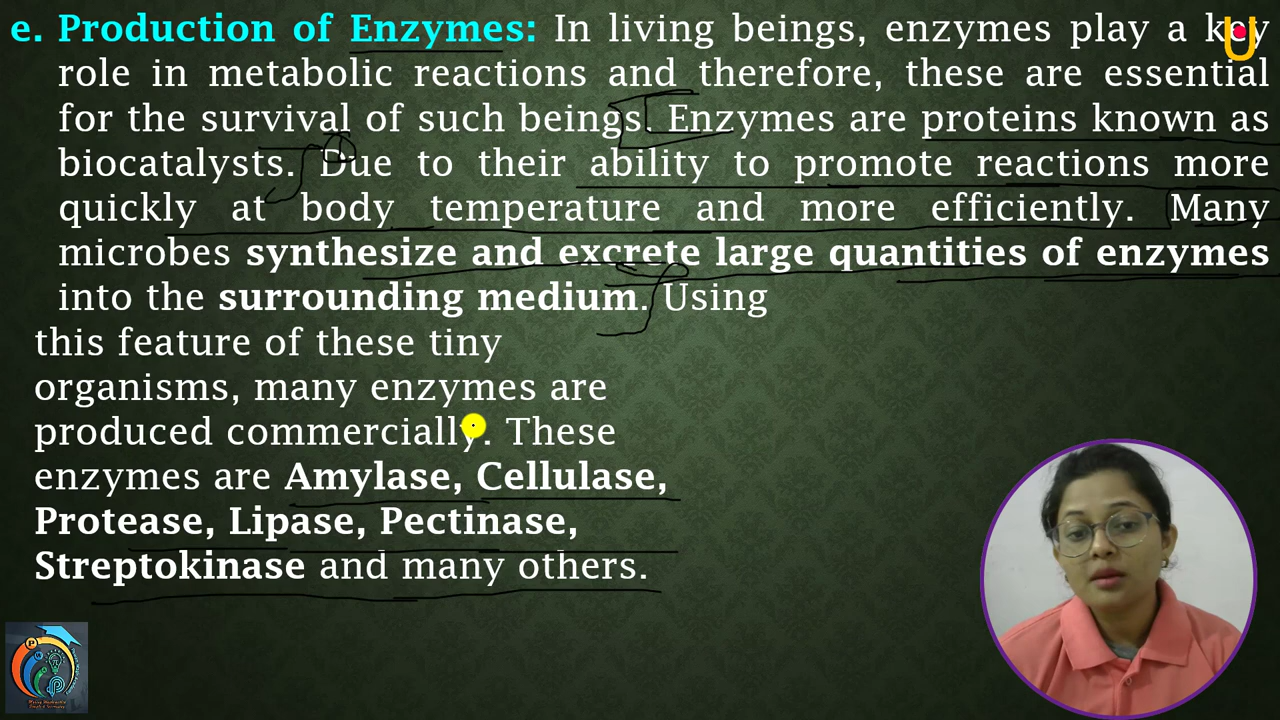 e. Production of Enzymes: In living beings, enzymes play a key
role in metabolic reactions and therefore, these are essential
for the survival of such beings. Enzymes are proteins known as
biocatalysts. Due to their ability to promote reactions more
quickly at body temperature and more efficiently. Many
microbes synthesize and excrete large quantities of enzymes
into the surrounding medium. Using
this feature of these tiny
organisms, many enzymes are
produced commercially. These
enzymes are Amylase, Cellulase,
Protease, Lipase, Pectinase,
Streptokinase and many others.